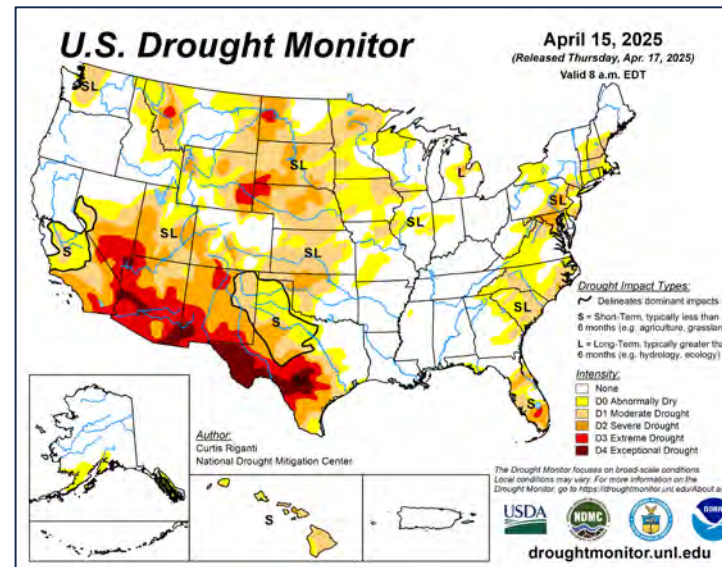 U.S. Drought Monitor
April 15, 2025
(Released Thursday, Apr. 17, 2025)
Valid 8 a.m. EDT
SL
SL
L
SL
SL
SL
SL
SL
S
S
S
S
Drought Impact Types:
Delineates dominant impacts
S = Short-Term, typically less than
6 months (e.g. agriculture, grasslan
L = Long-Term, typically greater tha
6 months (e.g. hydrology, ecology)
Intensity:
None
D0 Abnormally Dry
D1 Moderate Drought
D2 Severe Drought
D3 Extreme Drought
D4 Exceptional Drought
Author:
Curtis Riganti
National Drought Mitigation Center
The Drought Monitor focuses on broad-scale conditions.
Local conditions may vary. For more information on the
Drought Monitor, go to https://droughtmonitor.unl.edu/About.as
USDA
NDMC
droughtmonitor.unl.edu